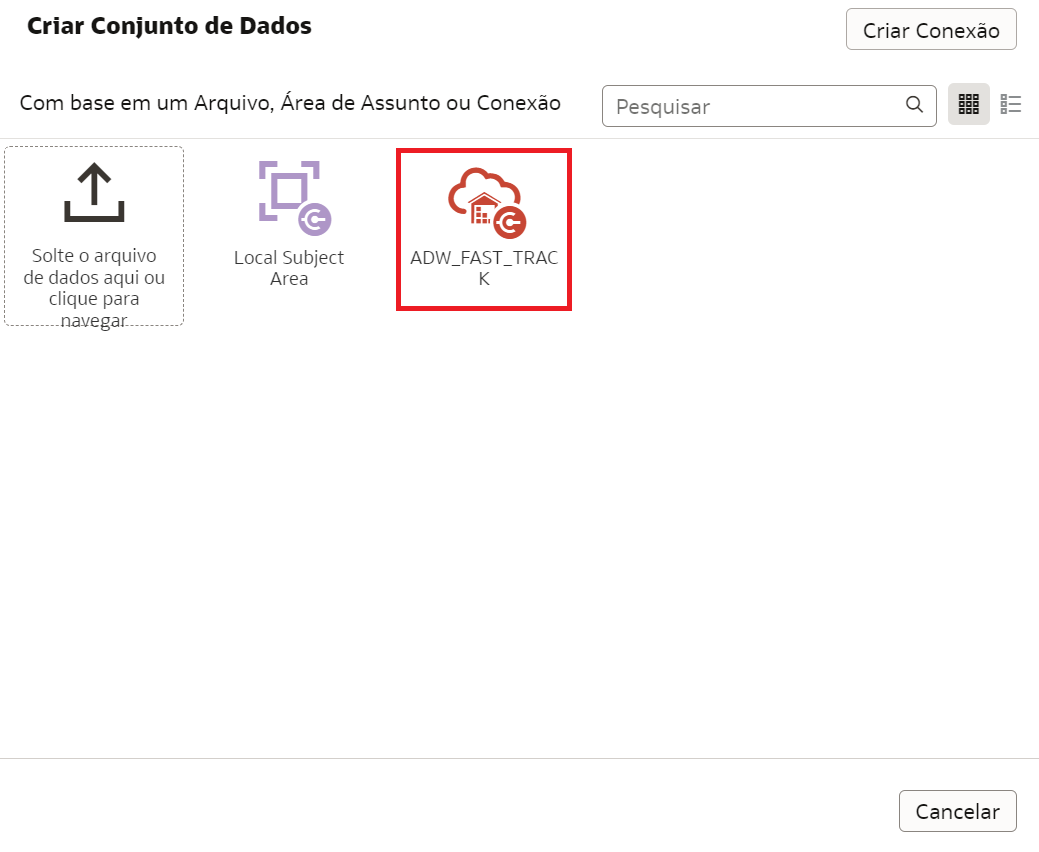 Criar Conjunto de Dados
Criar Conexão
Com base em um Arquivo, Área de Assunto ou Conexão
Pesquisar
Solte o arquivo
de dados aqui ou
clique para
navegar
Local Subject
Area
ADW_FAST_TRAC
K
Cancelar